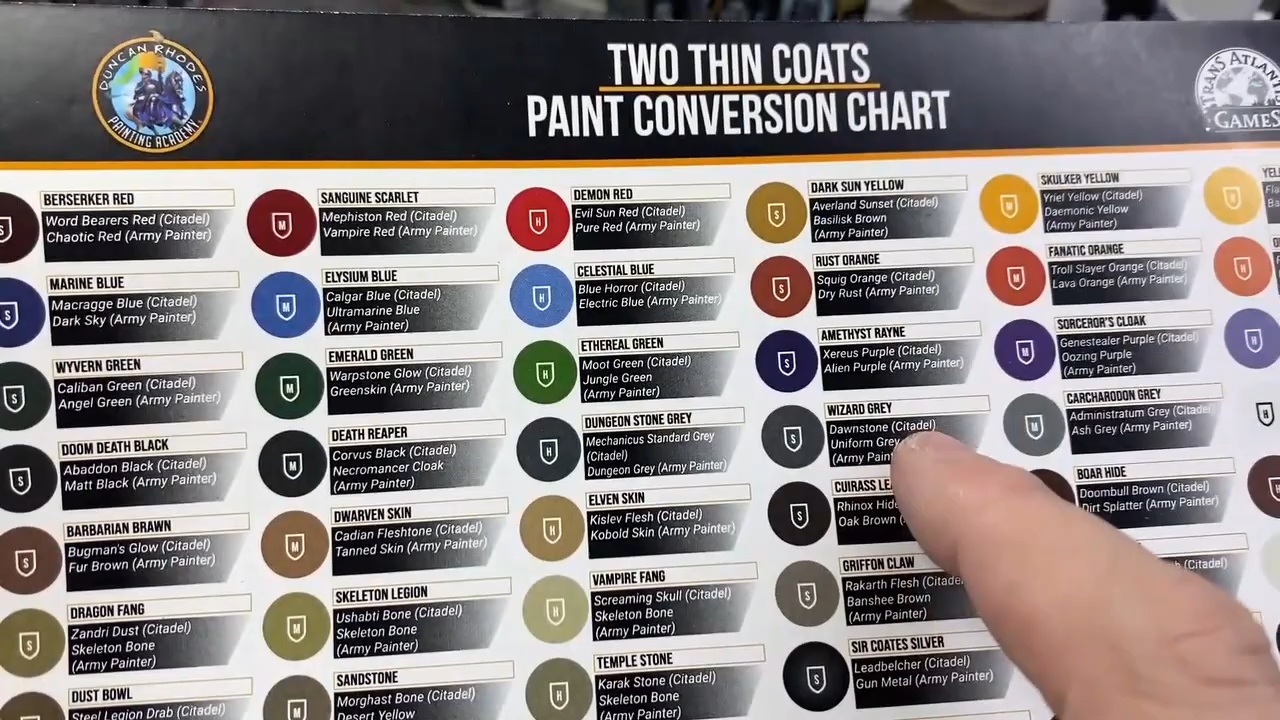 DUNCAN RHODES
PAINTING ACADEMY
TWO THIN COATS
PAINT CONVERSION CHART
TRANS ATLANTIC
GAMES
BERSERKER RED
Word Bearers Red (Citadel)
Chaotic Red (Army Painter)
S
SANGUINE SCARLET
Mephiston Red (Citadel)
Vampire Red (Army Painter)
M
DEMON RED
Evil Sun Red (Citadel)
Pure Red (Army Painter)
H
DARK SUN YELLOW
Averland Sunset (Citadel)
Basilisk Brown
(Army Painter)
S
SKULKER YELLOW
Yriel Yellow (Citadel)
Daemonic Yellow
(Army Painter)
M
H
MARINE BLUE
Macragge Blue (Citadel)
Dark Sky (Army Painter)
S
ELYSIUM BLUE
Calgar Blue (Citadel)
Ultramarine Blue
(Army Painter)
M
CELESTIAL BLUE
Blue Horror (Citadel)
Electric Blue (Army Painter)
H
RUST ORANGE
Squig Orange (Citadel)
Dry Rust (Army Painter)
S
FANATIC ORANGE
Troll Slayer Orange (Citadel)
Lava Orange (Army Painter)
M
H
WYVERN GREEN
Caliban Green (Citadel)
Angel Green (Army Painter)
S
EMERALD GREEN
Warpstone Glow (Citadel)
Greenskin (Army Painter)
M
ETHEREAL GREEN
Moot Green (Citadel)
Jungle Green
(Army Painter)
H
AMETHYST RAYNE
Xereus Purple (Citadel)
Alien Purple (Army Painter)
S
SORCEROR'S CLOAK
Genestealer Purple (Citadel)
Oozing Purple
(Army Painter)
M
H
DOOM DEATH BLACK
Abaddon Black (Citadel)
Matt Black (Army Painter)
S
DEATH REAPER
Corvus Black (Citadel)
Necromancer Cloak
(Army Painter)
M
DUNGEON STONE GREY
Mechanicus Standard Grey
(Citadel)
Dungeon Grey (Army Painter)
H
WIZARD GREY
Dawnstone (Citadel)
Uniform Grey
(Army
S
CARCHARODON GREY
Administratum Grey (Citadel)
Ash Grey (Army Painter)
M
H
BARBARIAN BRAWN
Bugman's Glow (Citadel)
Fur Brown (Army Painter)
S
DWARVEN SKIN
Cadian Fleshtone (Citadel)
Tanned Skin (Army Painter)
M
ELVEN SKIN
Kislev Flesh (Citadel)
Kobold Skin (Army Painter)
H
CUIRASS
Rhinox Hide
Oak Brown
S
BOAR HIDE
Doombull Brown (Citadel)
Dirt Splatter (Army Painter)
H
DRAGON FANG
Zandri Dust (Citadel)
Skeleton Bone
(Army Painter)
S
SKELETON LEGION
Ushabti Bone (Citadel)
Skeleton Bone
(Army Painter)
M
VAMPIRE FANG
Screaming Skull (Citadel)
Skeleton Bone
(Army Painter)
H
GRIFFON CLAW
Rakarth Flesh (Citadel)
Banshee Brown
(Army Painter)
S
DUST BOWL
Steel Legion Drab (Citadel)
S
SANDSTONE
Morghast Bone (Citadel)
Desert Yellow
M
TEMPLE STONE
Karak Stone (Citadel)
Skeleton Bone
(Army Painter)
H
SIR COATES SILVER
Leadbelcher (Citadel)
Gun Metal (Army Painter)
S